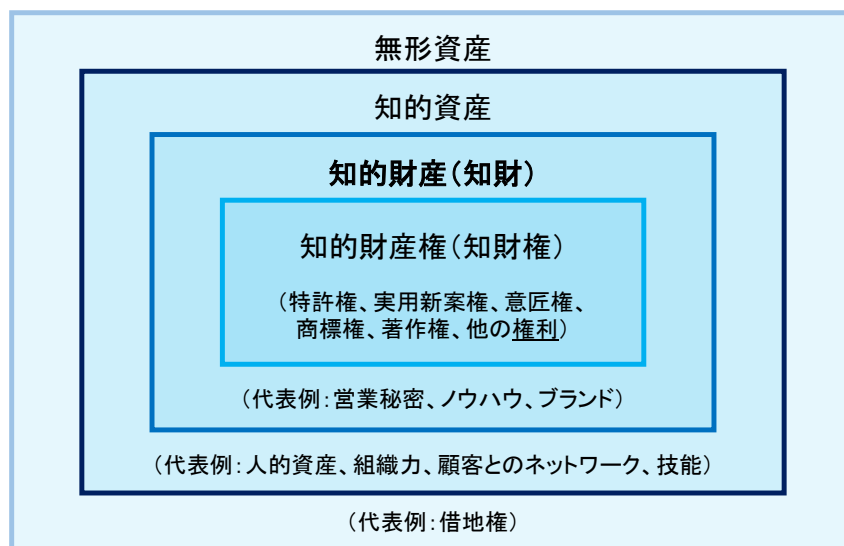 無形資産
知的資産
知的財産（知財）
知的財産権（知財権）
（特許権、実用新案権、意匠権、
商標権、著作権、他の権利）
（代表例：営業秘密、ノウハウ、ブランド）
（代表例：人的資産、組織力、顧客とのネットワーク、技能）
（代表例：借地権）